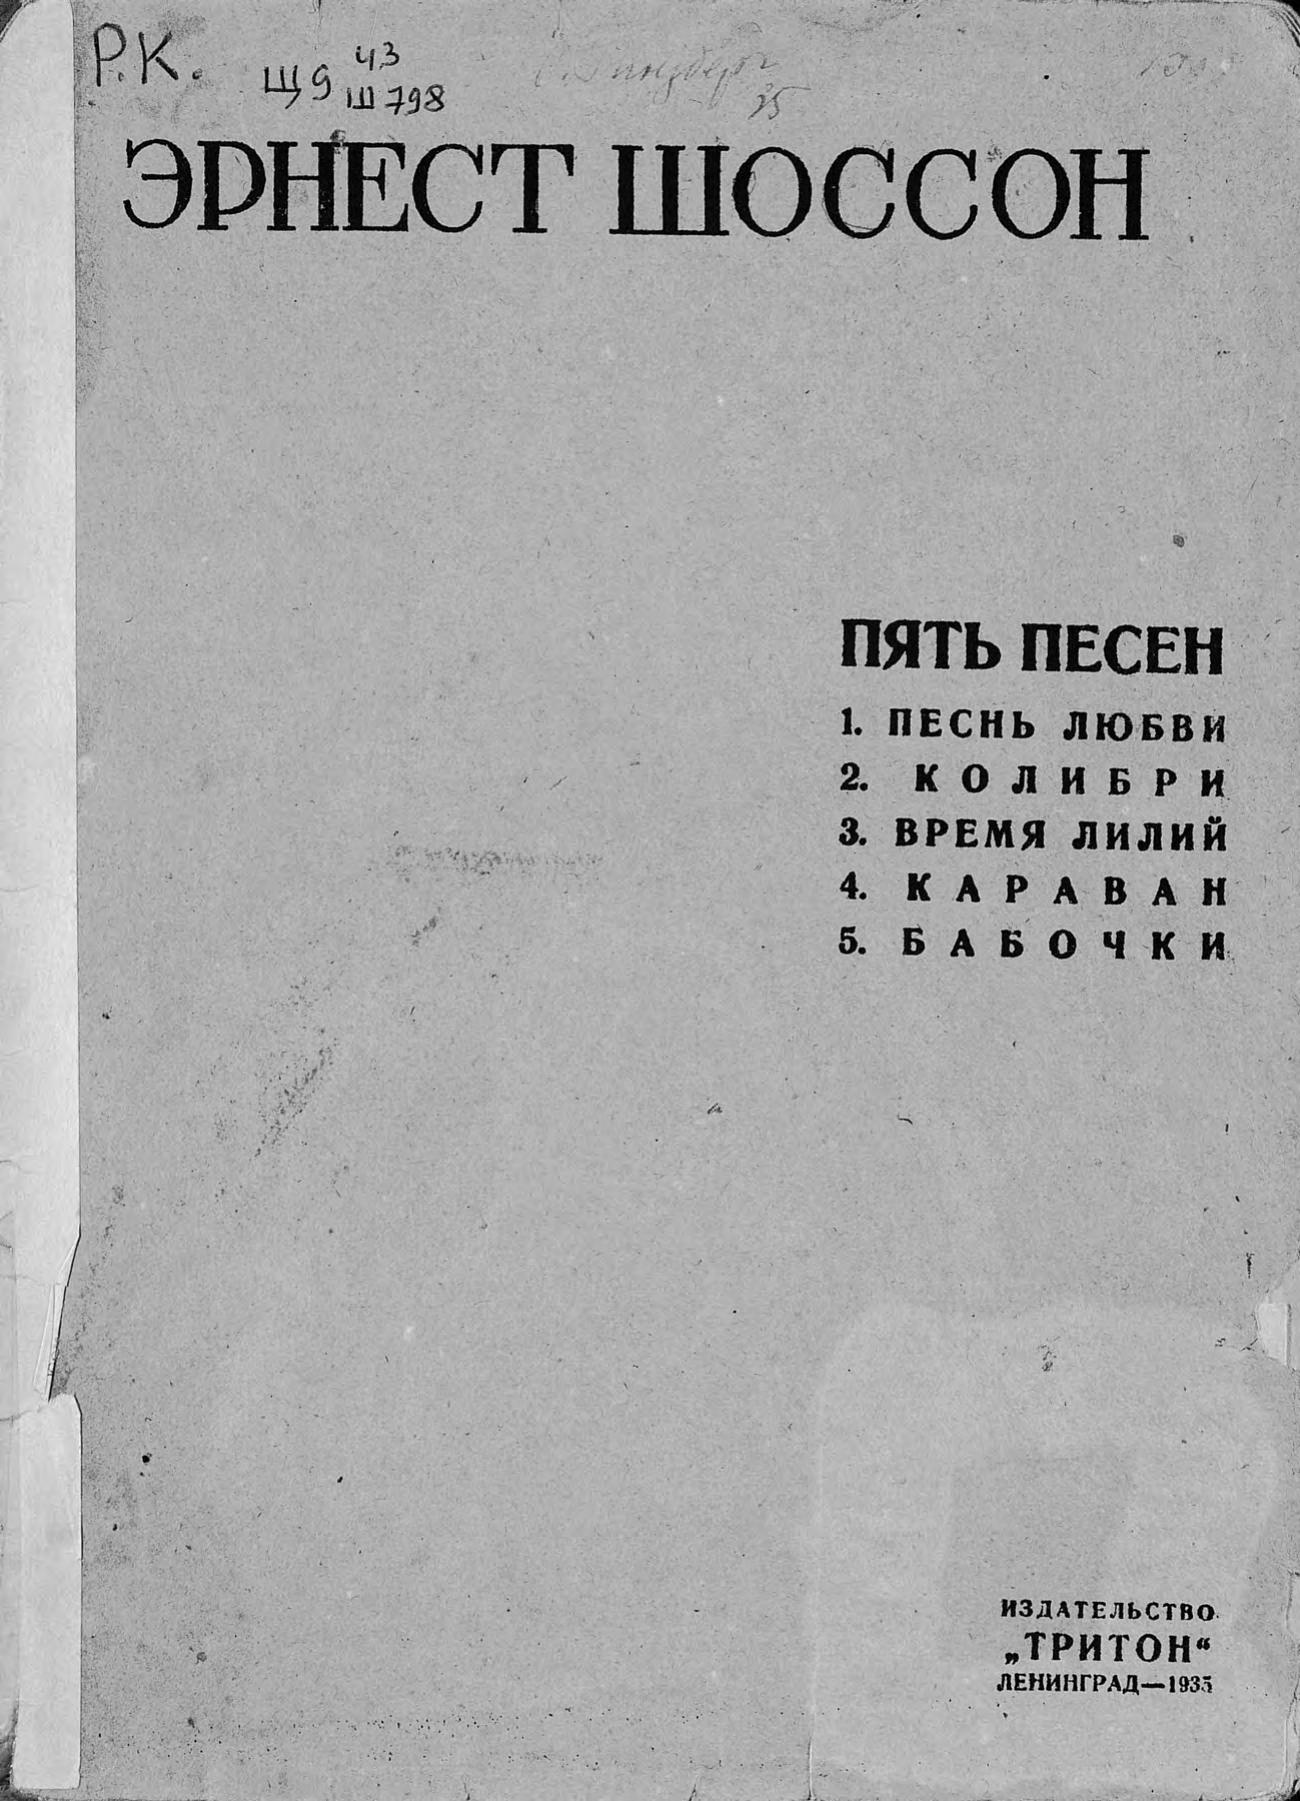 Р.К.
Щ9 43
Ш 798
35
ЭРНЕСТ ШОССОН
ПЯТЬ ПЕСЕН
1. ПЕСНЬ ЛЮБВИ
2. КОЛИБРИ
3. ВРЕМЯ ЛИЛИЙ
4. КАРАВАН
5. БАБОЧКИ
ИЗДАТЕЛЬСТВО
„ТРИТОН“
ЛЕНИНГРАД—1935